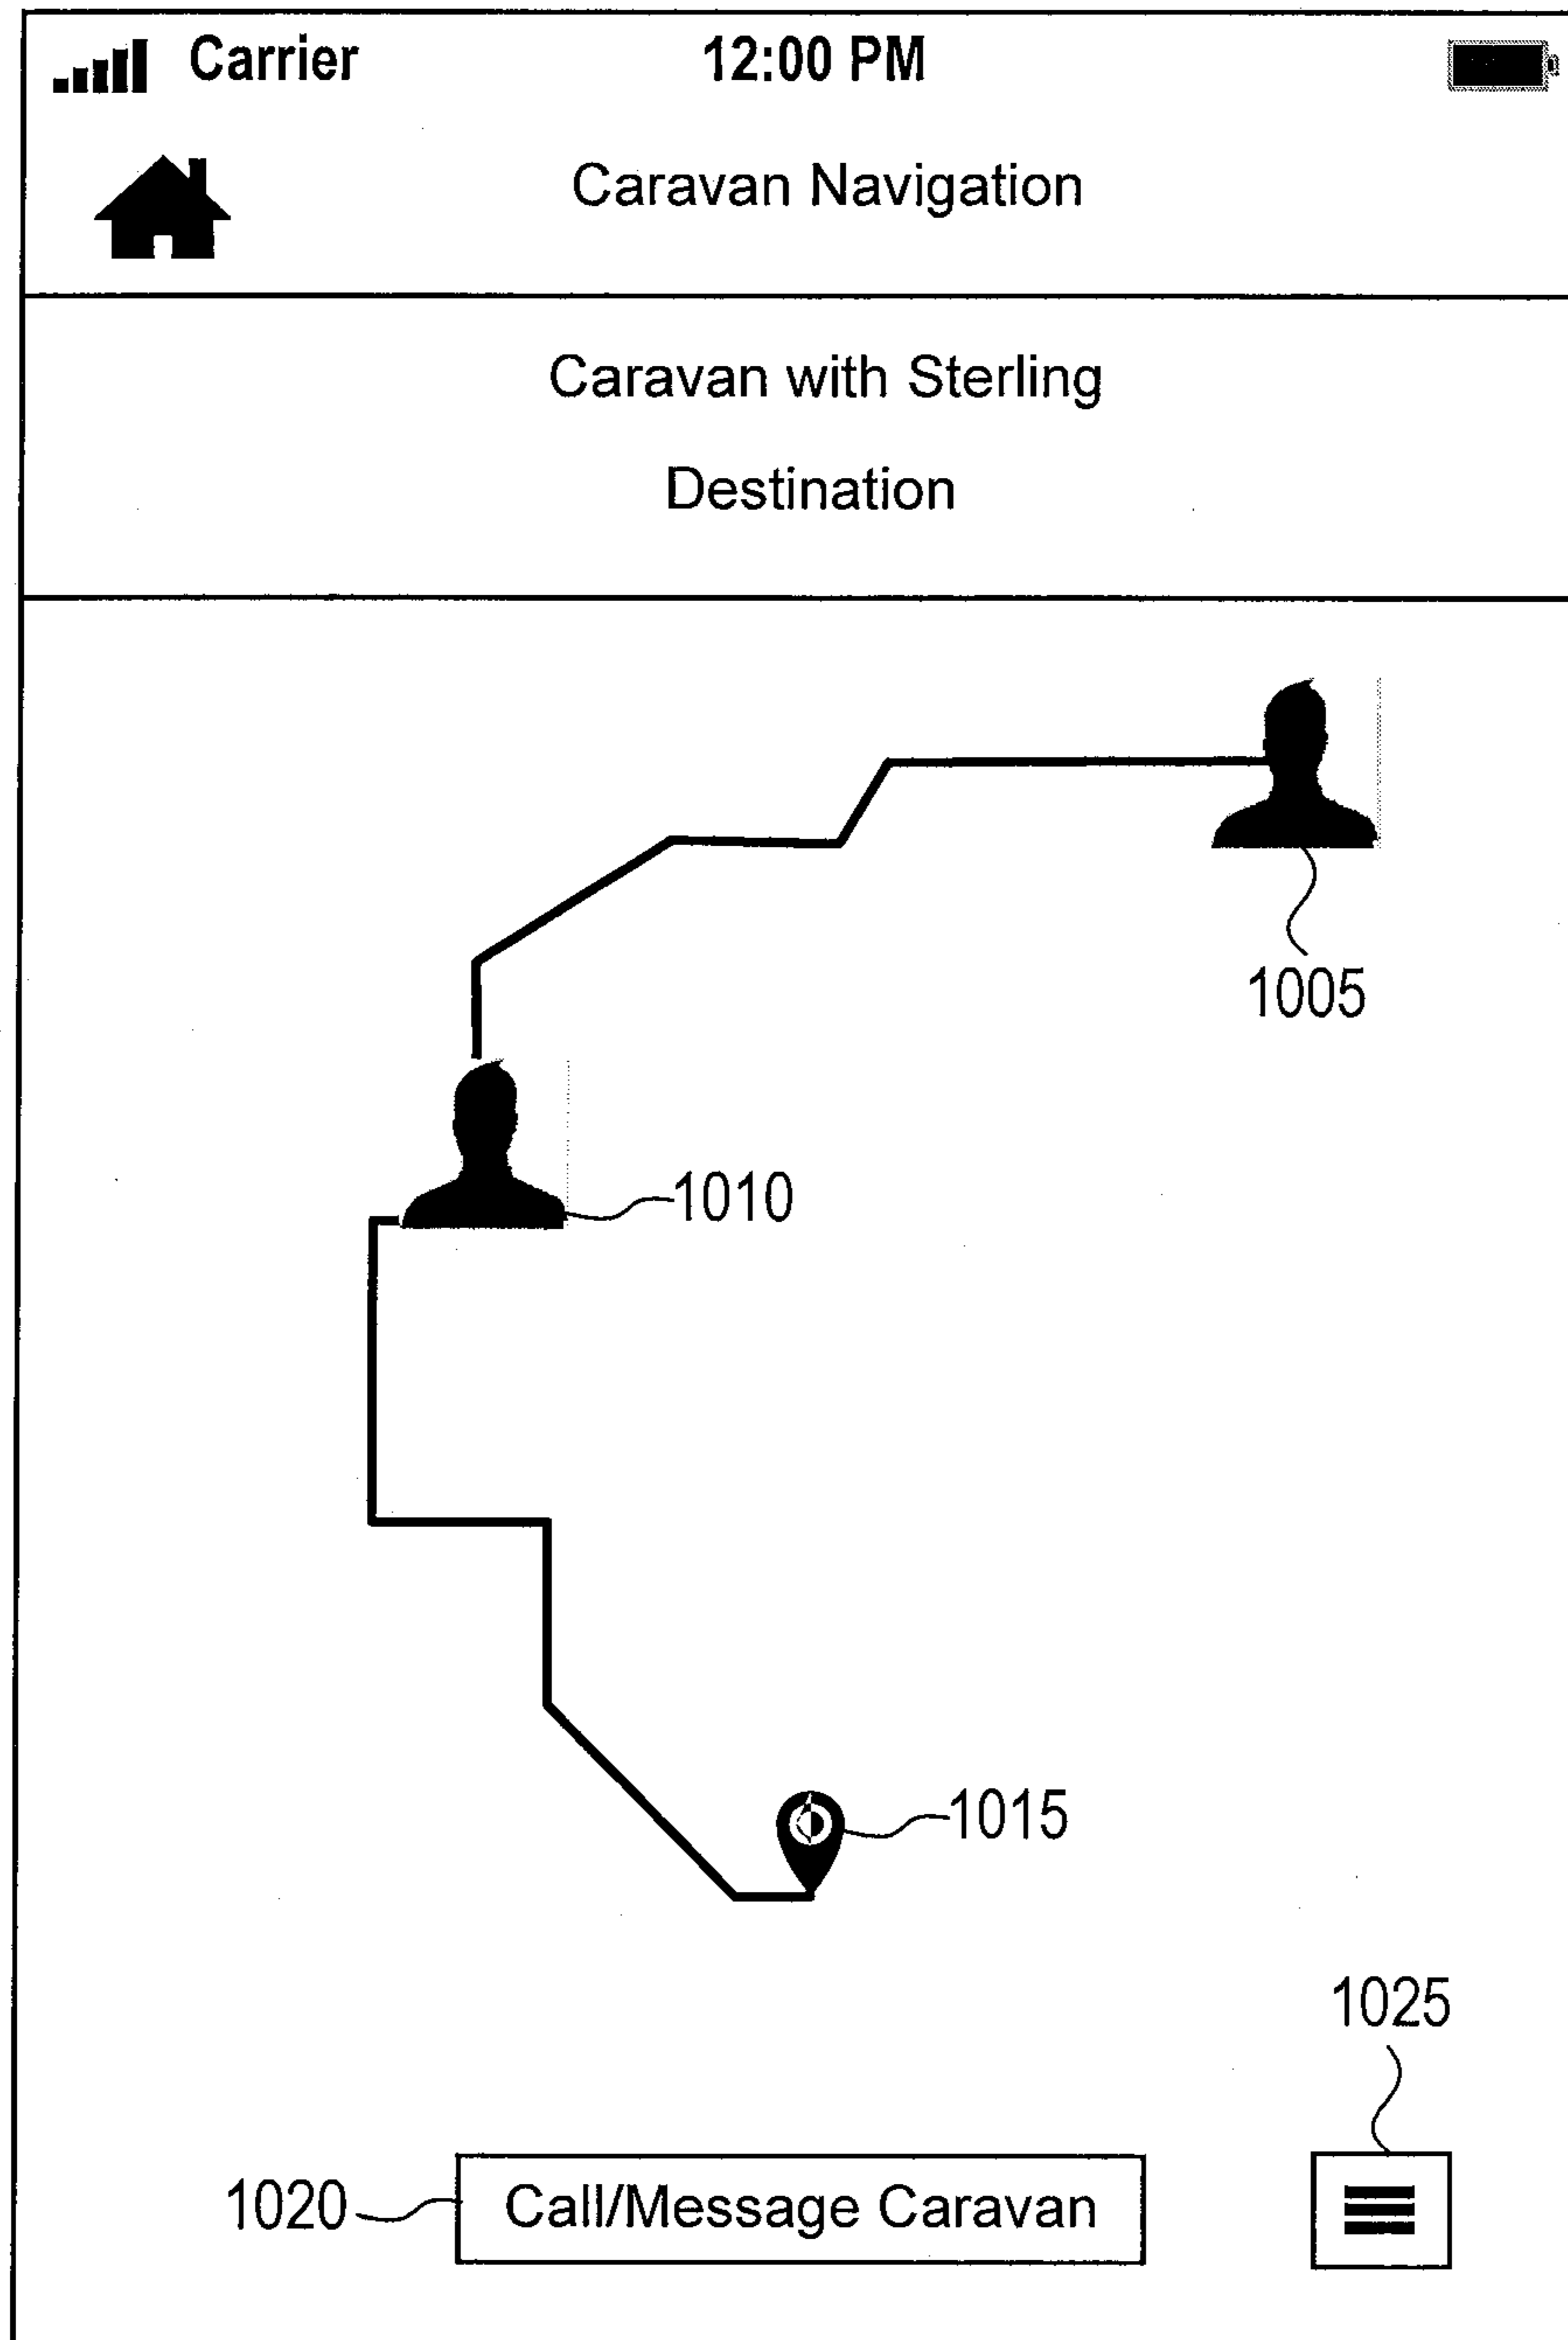 Carrier 12:00 PM
Caravan Navigation
Caravan with Sterling
Destination
1005
1010
1015
1025
1020 Call/Message Caravan